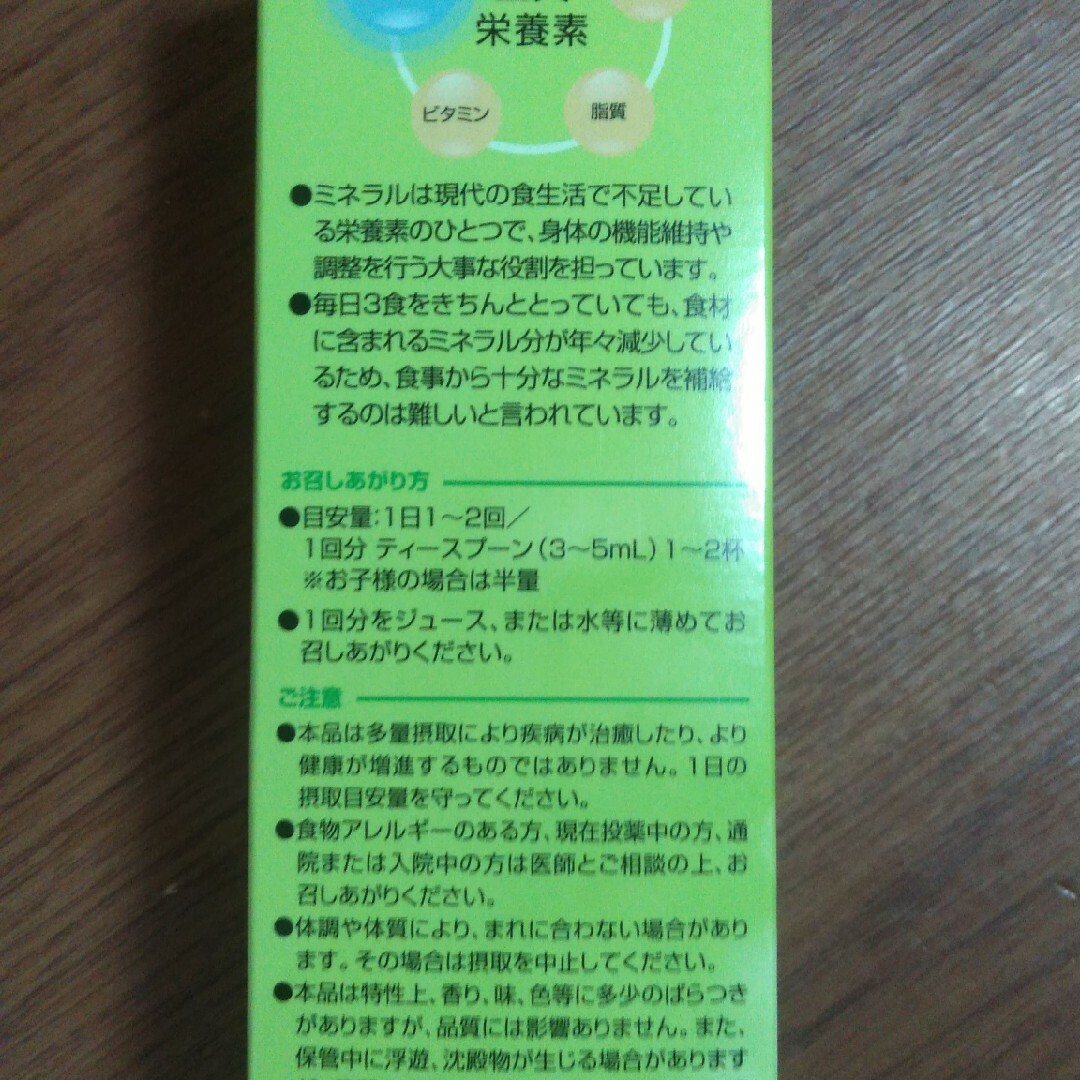 栄養素
ビタミン
脂質
●ミネラルは現代の食生活で不足してい
る栄養素のひとつで、身体の機能維持や
調整を行う大事な役割を担っています。
●毎日3食をきちんととっていても、食材
に含まれるミネラル分が年々減少してい
るため、食事から十分なミネラルを補給
するのは難しいと言われています。
お召しあがり方
●目安量:1日1〜2回/
1回分 ティースプーン(3〜5mL)1〜2杯
※お子様の場合は半量
●1回分をジュース、または水等に薄めてお
召しあがりください。
ご注意
●本品は多量摂取により疾病が治癒したり、より
健康が増進するものではありません。1日の
摂取目安量を守ってください。
●食物アレルギーのある方、現在投薬中の方、通
院または入院中の方は医師とご相談の上、お
召しあがりください。
●体調や体質により、まれに合わない場合があり
ます。その場合は摂取を中止してください。
●本品は特性上、香り、味、色等に多少のばらつき
がありますが、品質には影響ありません。また、
保管中に浮遊、沈殿物が生じる場合があります